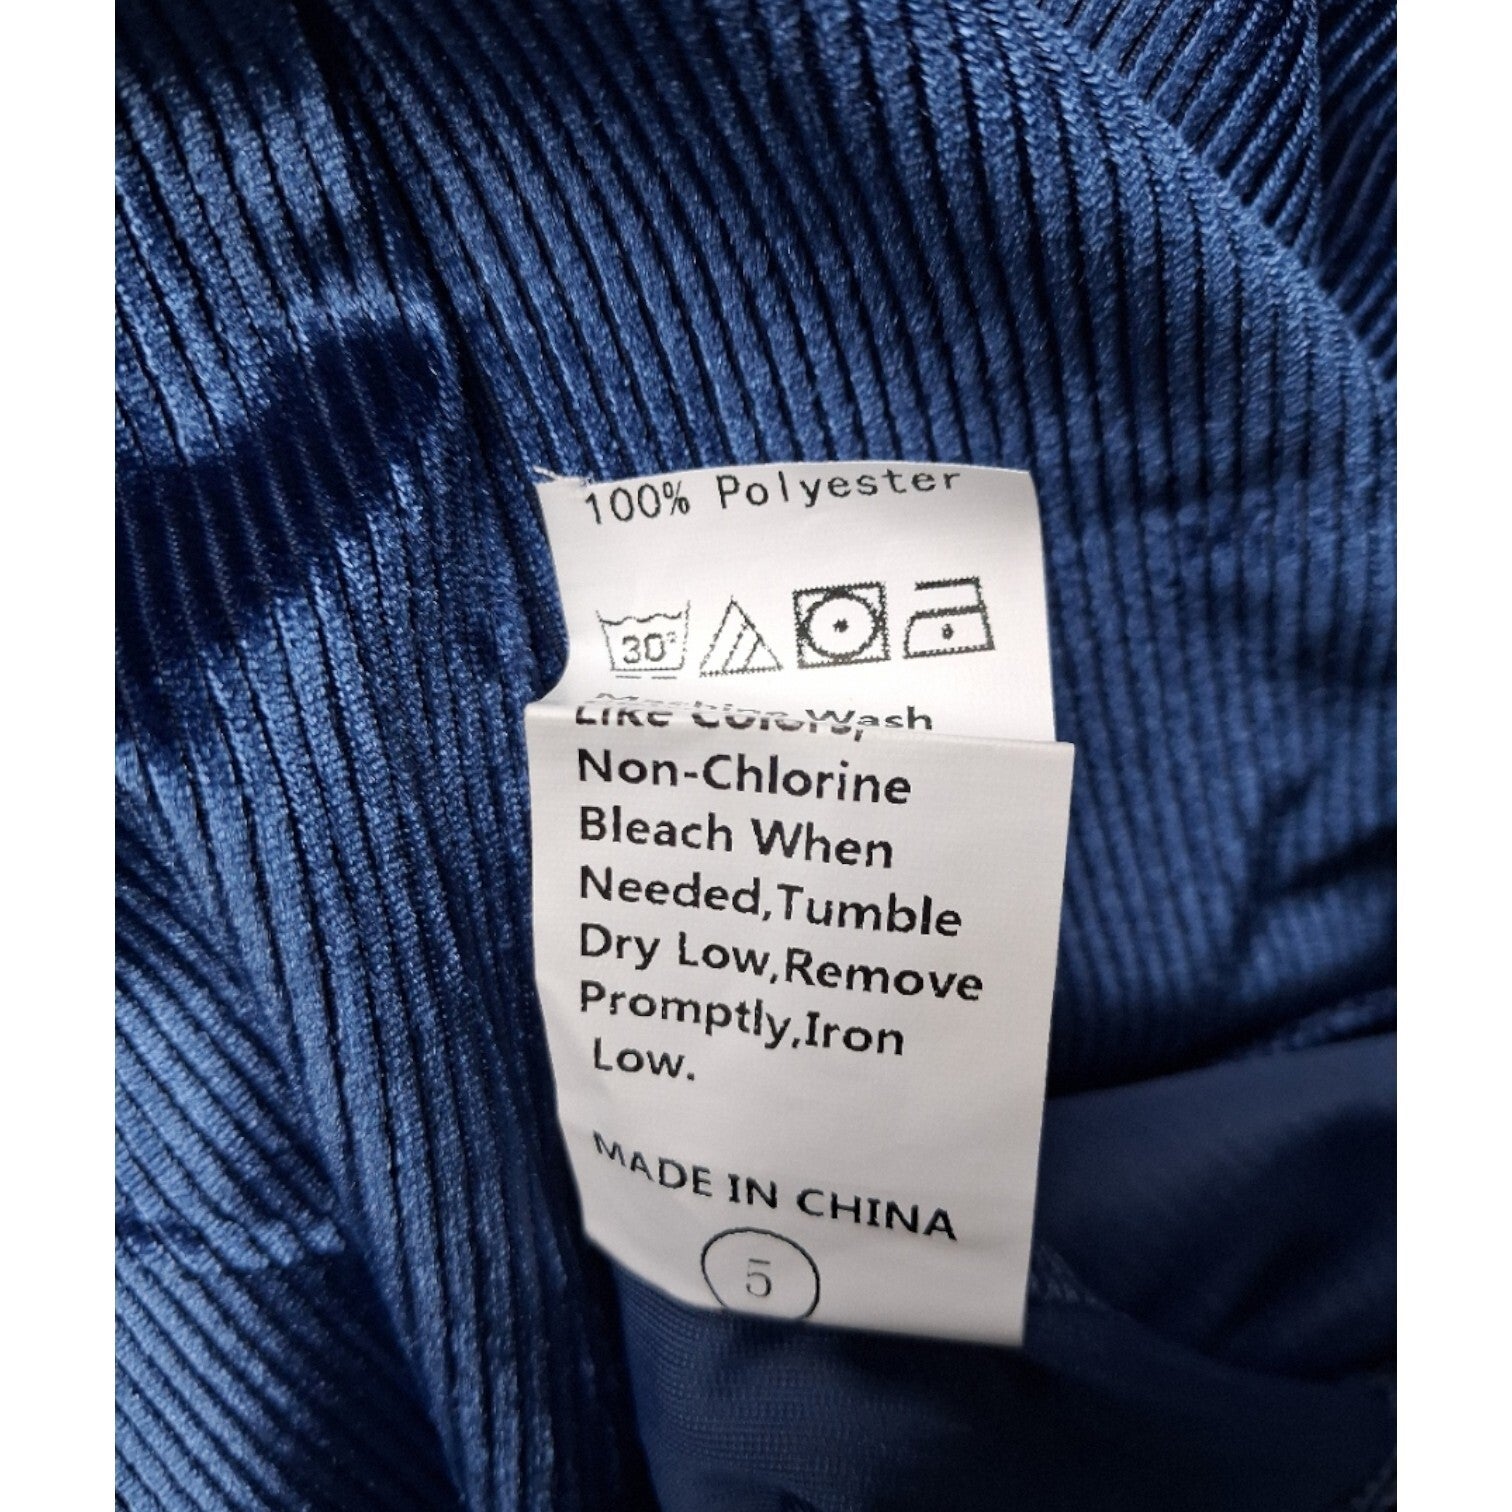 100% Polyester
30°
Wash
Like Colors,
Non-Chlorine
Bleach When
Needed,Tumble
Dry Low,Remove
Promptly,Iron
Low.
MADE IN CHINA
5